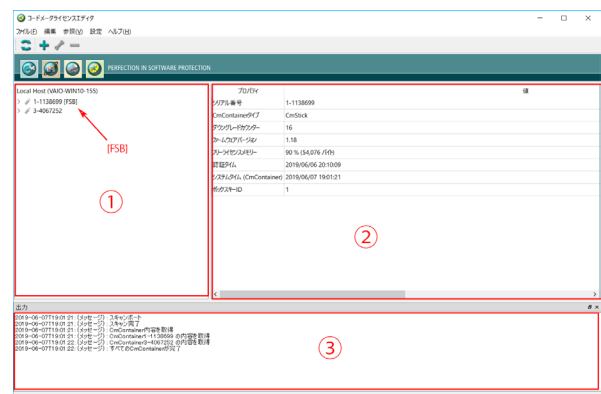 コードメータライセンスエディタ
ファイル(F) 編集 参照(V) 設定 ヘルプ(H)
PERFECTION IN SOFTWARE PROTECTION
Local Host (VAIO-WIN10-155)
1-1138699 [FSB]
3-4067252
[FSB]
①
プロパティ 値
シリアル番号 1-1138699
CmContainerタイプ CmStick
ダウングレードカウンター 16
ファームウェアバージョン 1.18
フリーライセンスメモリー 90 % (54,076 バイト)
認証タイム 2019/06/06 20:10:09
システムタイム (CmContainer) 2019/06/07 19:01:21
ボックスキーID 1
②
出力
2019-06-07T19:01:21: (メッセージ) : スキャンポート
2019-06-07T19:01:21: (メッセージ) : スキャン完了
2019-06-07T19:01:21: (メッセージ) : CmContainer内容を取得
2019-06-07T19:01:21: (メッセージ) : CmContainer1-1138699 の内容を取得
2019-06-07T19:01:22: (メッセージ) : CmContainer3-4067252 の内容を取得
2019-06-07T19:01:22: (メッセージ) : すべてのCmContainerが完了
③